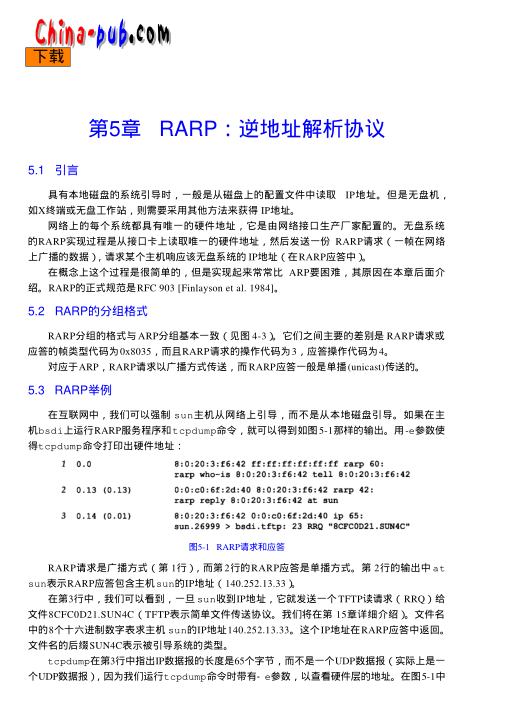 China-pub.com
下载
第5章 RARP：逆地址解析协议
5.1 引言
具有本地磁盘的系统引导时，一般是从磁盘上的配置文件中读取 IP地址。但是无盘机，
如X终端或无盘工作站，则需要采用其他方法来获得 IP地址。
网络上的每个系统都具有唯一的硬件地址，它是由网络接口生产厂家配置的。无盘系统
的RARP实现过程是从接口卡上读取唯一的硬件地址，然后发送一份 RARP请求（一帧在网络
上广播的数据），请求某个主机响应该无盘系统的 IP地址（在RARP应答中）。
在概念上这个过程是很简单的，但是实现起来常常比 ARP要困难，其原因在本章后面介
绍。RARP的正式规范是RFC 903 [Finlayson et al. 1984]。
5.2 RARP的分组格式
RARP分组的格式与ARP分组基本一致（见图 4-3）。它们之间主要的差别是 RARP请求或
应答的帧类型代码为0x8035，而且RARP请求的操作代码为3，应答操作代码为4。
对应于ARP，RARP请求以广播方式传送，而RARP应答一般是单播(unicast)传送的。
5.3 RARP举例
在互联网中，我们可以强制 sun主机从网络上引导，而不是从本地磁盘引导。如果在主
机bsdi上运行RARP服务程序和tcpdump命令，就可以得到如图5-1那样的输出。用-e参数使
得tcpdump命令打印出硬件地址：
1 0.0 8:0:20:3:f6:42 ff:ff:ff:ff:ff:ff rarp 60:
rarp who-is 8:0:20:3:f6:42 tell 8:0:20:3:f6:42
2 0.13 (0.13) 0:0:c0:6f:2d:40 8:0:20:3:f6:42 rarp 42:
rarp reply 8:0:20:3:f6:42 at sun
3 0.14 (0.01) 8:0:20:3:f6:42 0:0:c0:6f:2d:40 ip 65:
sun.26999 > bsdi.tftp: 23 RRQ "8CFC0D21.SUN4C"
图5-1 RARP请求和应答
RARP请求是广播方式（第 1行），而第2行的RARP应答是单播方式。第 2行的输出中 at
sun表示RARP应答包含主机sun的IP地址（140.252.13.33）。
在第3行中，我们可以看到，一旦 sun收到IP地址，它就发送一个 TFTP读请求（RRQ）给
文件8CFC0D21.SUN4C（TFTP表示简单文件传送协议。我们将在第 15章详细介绍）。文件名
中的8个十六进制数字表求主机 sun的IP地址140.252.13.33。这个IP地址在RARP应答中返回。
文件名的后缀SUN4C表示被引导系统的类型。
tcpdump在第3行中指出IP数据报的长度是65个字节，而不是一个UDP数据报（实际上是一
个UDP数据报），因为我们运行tcpdump命令时带有- e参数，以查看硬件层的地址。在图5-1中